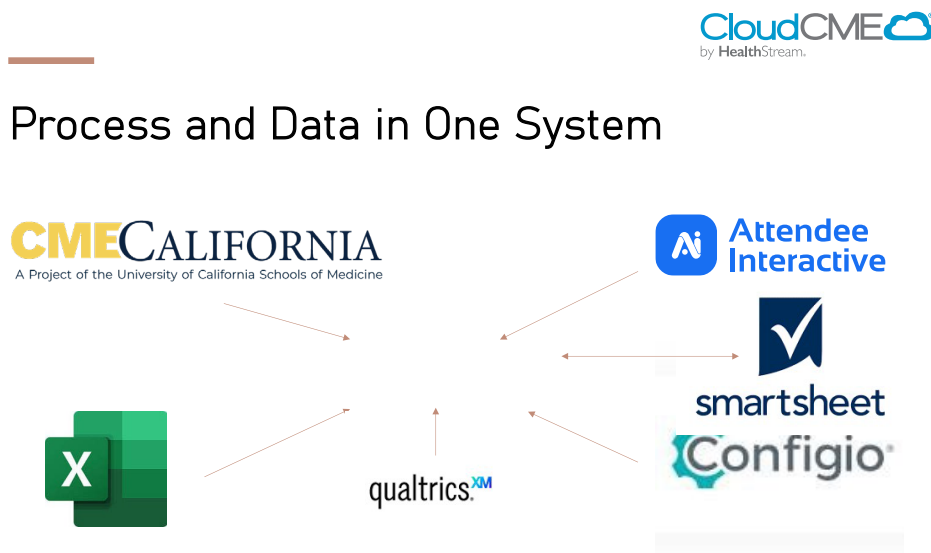 CloudCME
by HealthStream
Process and Data in One System
CMECALIFORNIA
A Project of the University of California Schools of Medicine
Ai Attendee
Interactive
smartsheet
X
qualtrics.XM
Configio®